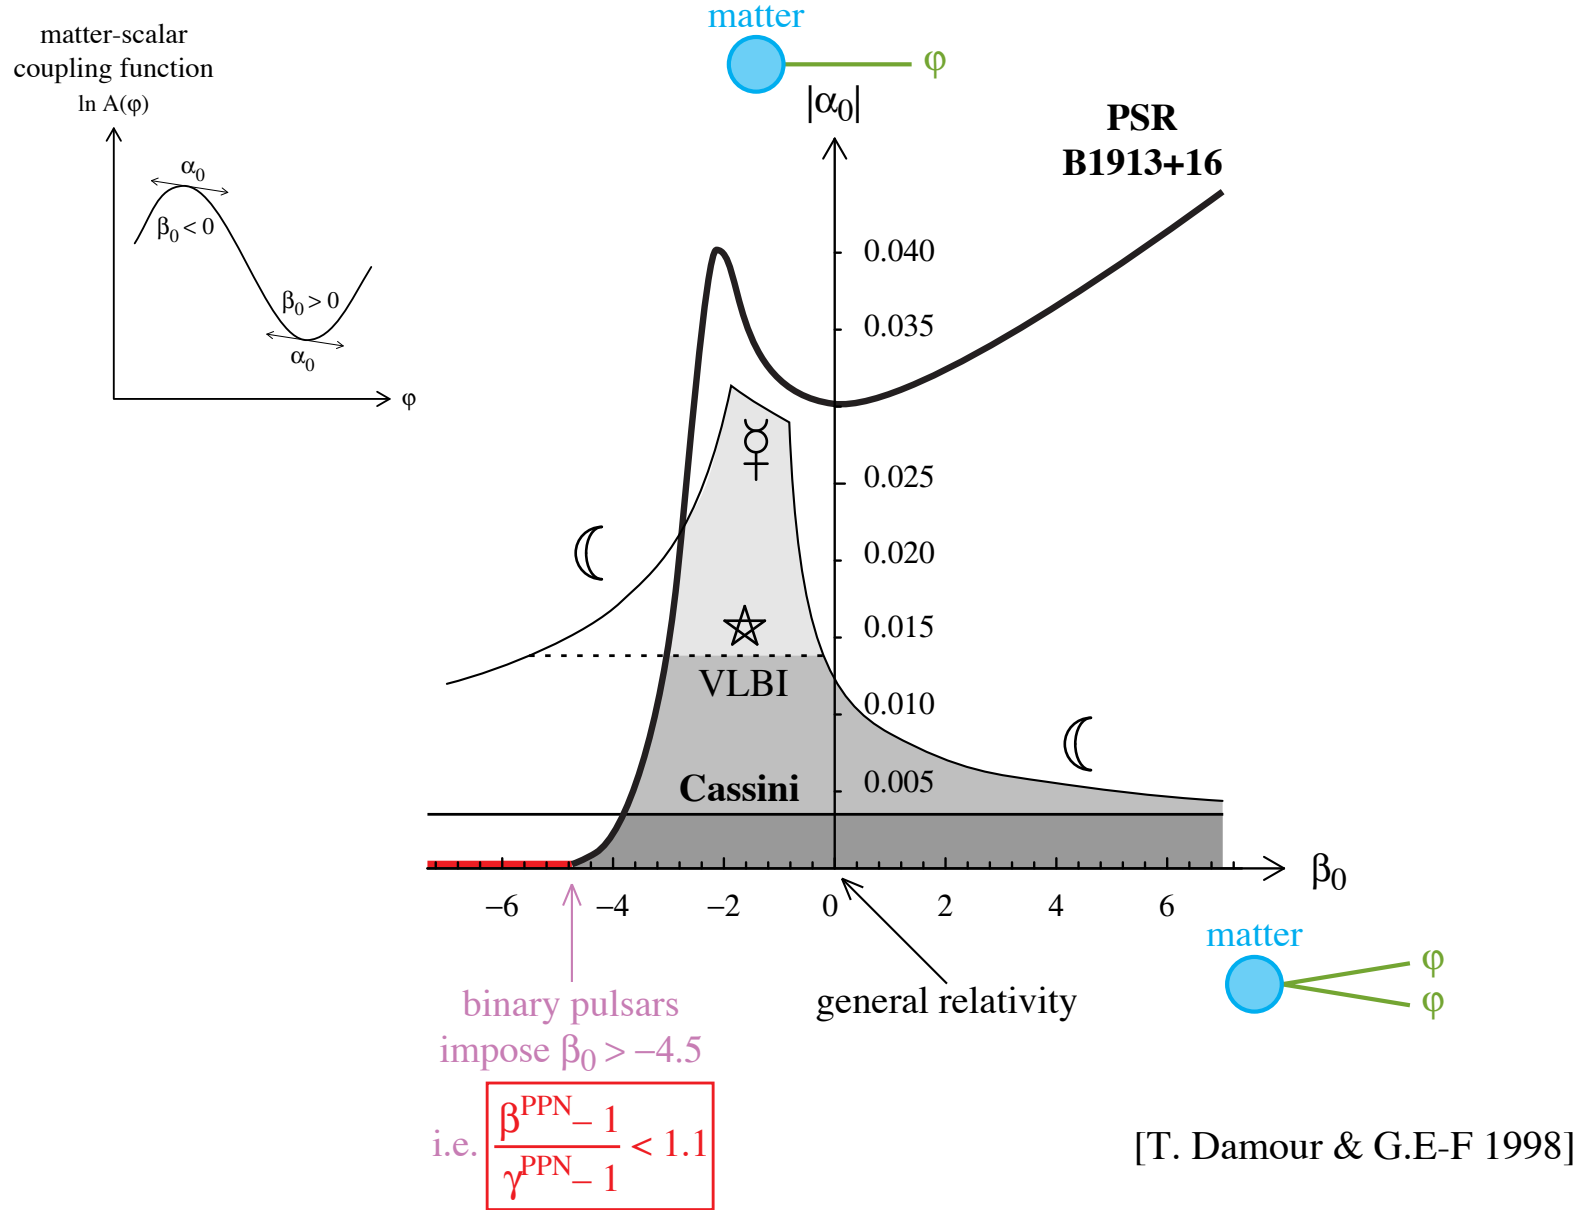 matter-scalar
coupling function
ln A(φ)
α0
β0 < 0
β0 > 0
α0
φ
matter
φ
|α0|
PSR
B1913+16
0.040
0.035
0.025
0.020
0.015
0.010
0.005
VLBI
Cassini
β0
−6
−4
−2
0
2
4
6
matter
φ
φ
general relativity
binary pulsars
impose β0 > −4.5
i.e. βPPN− 1 / γPPN− 1 < 1.1
[T. Damour & G.E-F 1998]